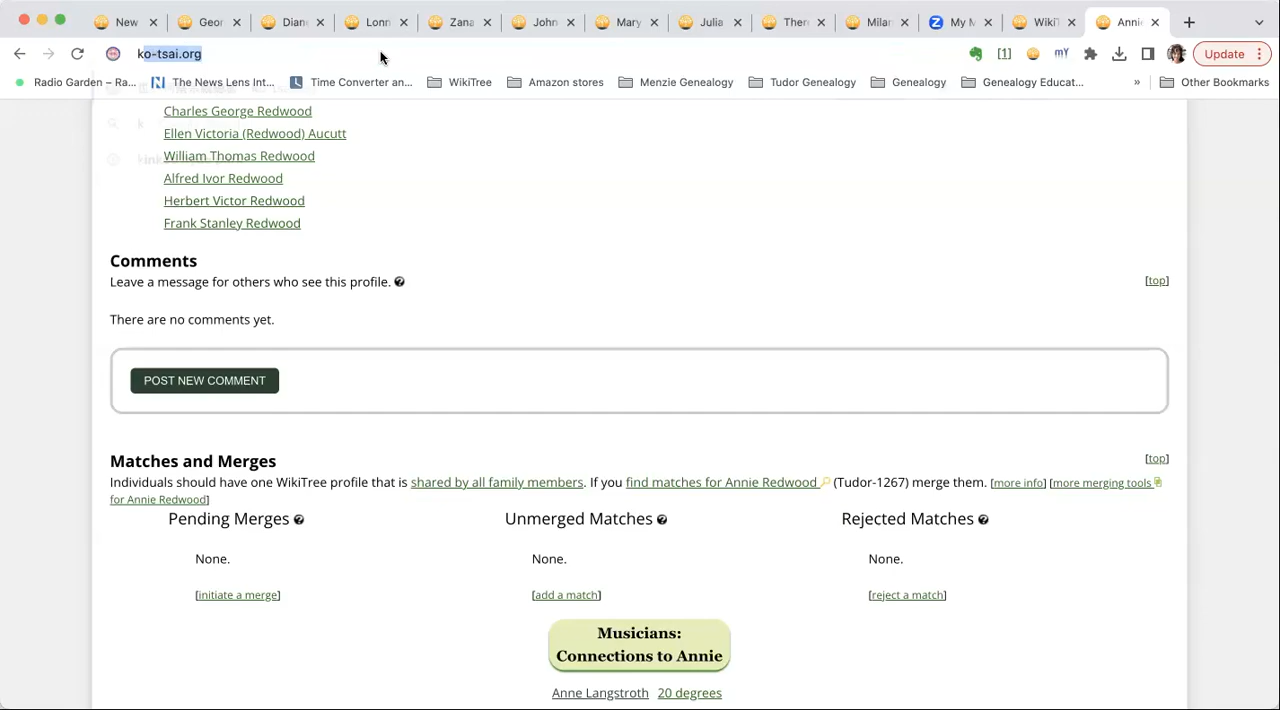 New
Geor
Dian
Lonn
Zana
John
Mary
Julia
Ther
Milan
My M
WikiT
Annie
ko-tsai.org
[1]
mY
Update
Radio Garden – Ra...
The News Lens Int...
Time Converter an...
WikiTree
Amazon stores
Menzie Genealogy
Tudor Genealogy
Genealogy
Genealogy Educat...
»
Other Bookmarks
Charles George Redwood
Ellen Victoria (Redwood) Aucutt
William Thomas Redwood
Alfred Ivor Redwood
Herbert Victor Redwood
Frank Stanley Redwood
Comments
[top]
Leave a message for others who see this profile.
There are no comments yet.
POST NEW COMMENT
Matches and Merges
[top]
Individuals should have one WikiTree profile that is shared by all family members. If you find matches for Annie Redwood (Tudor-1267) merge them. [more info] [more merging tools
for Annie Redwood]
Pending Merges
Unmerged Matches
Rejected Matches
None.
None.
None.
[initiate a merge]
[add a match]
[reject a match]
Musicians:
Connections to Annie
Anne Langstroth 20 degrees